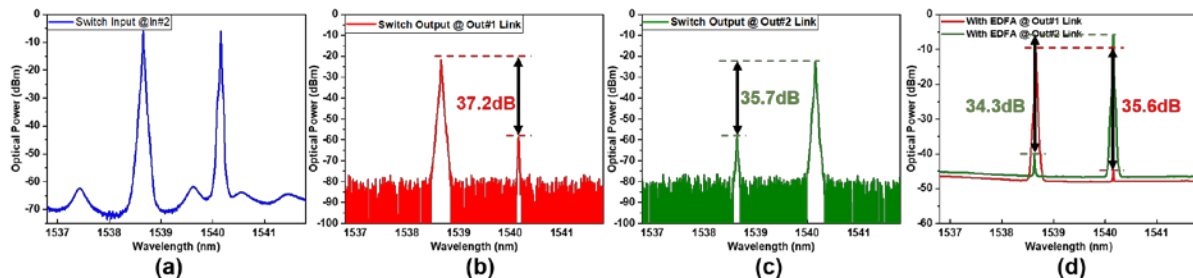 Switch Input @In#2
Optical Power (dBm)
-10
-20
-30
-40
-50
-60
-70
1537 1538 1539 1540 1541
Wavelength (nm)
(a)
Switch Output @ Out#1 Link
Optical Power (dBm)
0
-10
-20
-30
-40
-50
-60
-70
-80
-90
-100
37.2dB
1537 1538 1539 1540 1541
Wavelength (nm)
(b)
Switch Output @ Out#2 Link
Optical Power (dBm)
0
-10
-20
-30
-40
-50
-60
-70
-80
-90
-100
35.7dB
1537 1538 1539 1540 1541
Wavelength (nm)
(c)
With EDFA @Out#1 Link
With EDFA @Out#2 Link
Optical Power (dBm)
0
-10
-20
-30
-40
-50
-60
34.3dB
35.6dB
1537 1538 1539 1540 1541
Wavelength (nm)
(d)